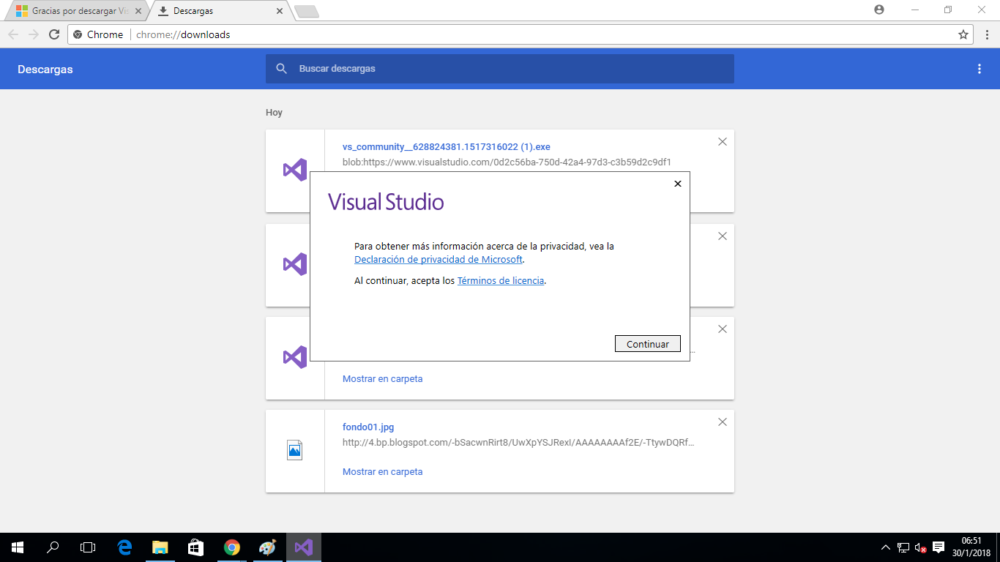 Gracias por descargar Vis
Descargas
Chrome
chrome://downloads
Descargas
Buscar descargas
Hoy
vs_community__628824381.1517316022 (1).exe
blob:https://www.visualstudio.com/0d2c56ba-750d-42a4-97d3-c3b59d2c9df1
Visual Studio
Para obtener más información acerca de la privacidad, vea la
Declaración de privacidad de Microsoft.
Al continuar, acepta los Términos de licencia.
Continuar
...
Mostrar en carpeta
fondo01.jpg
http://4.bp.blogspot.com/-bSacwnRirt8/UwXpYSJRexI/AAAAAAAAf2E/-TtywDQRf...
Mostrar en carpeta
06:51
30/1/2018